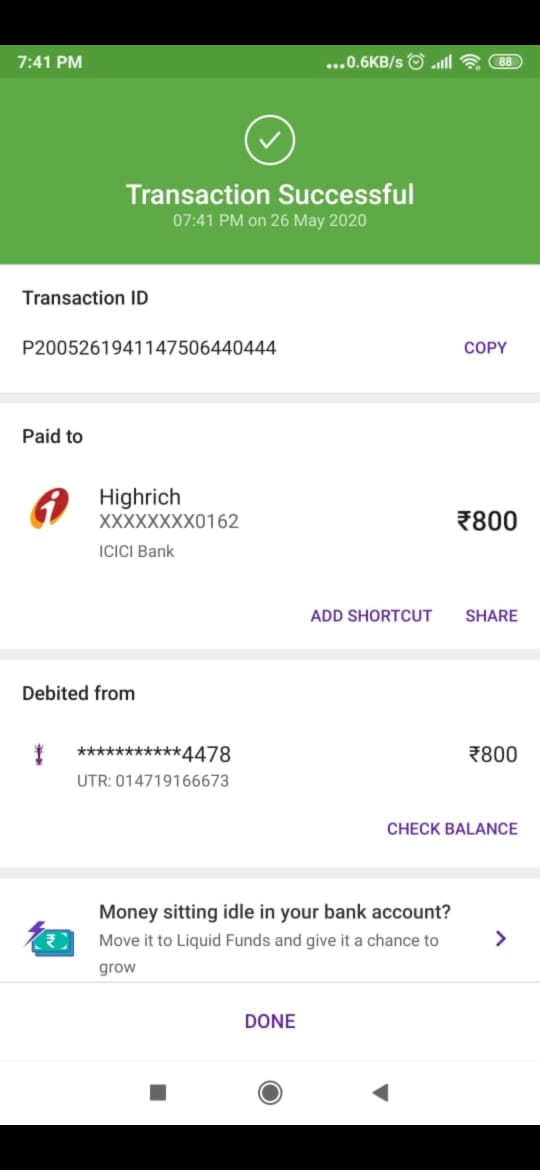 7:41 PM
...0.6KB/s 88
Transaction Successful
07:41 PM on 26 May 2020
Transaction ID
P2005261941147506440444
COPY
Paid to
Highrich
XXXXXXXX0162
₹800
ICICI Bank
ADD SHORTCUT SHARE
Debited from
***********4478
₹800
UTR: 014719166673
CHECK BALANCE
Money sitting idle in your bank account?
Move it to Liquid Funds and give it a chance to
grow
DONE